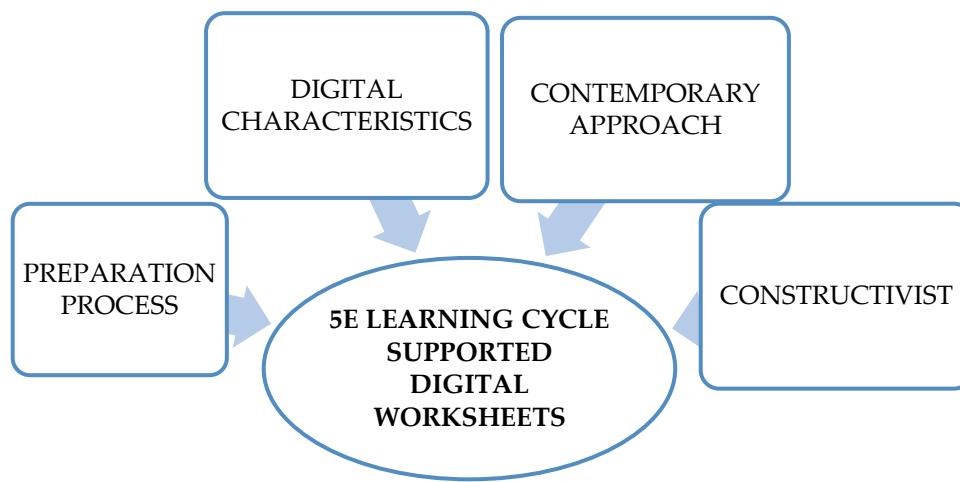 DIGITAL
CHARACTERISTICS
CONTEMPORARY
APPROACH
PREPARATION
PROCESS
CONSTRUCTIVIST
5E LEARNING CYCLE
SUPPORTED
DIGITAL
WORKSHEETS